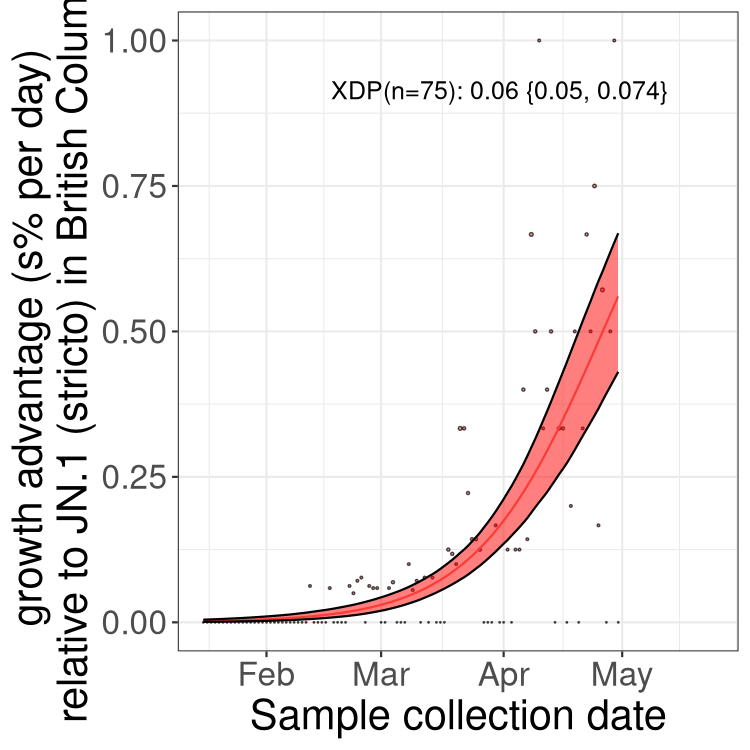 growth advantage (s% per day)
relative to JN.1 (stricto) in British Colum
1.00
0.75
0.50
0.25
0.00
XDP(n=75): 0.06 {0.05, 0.074}
Feb Mar Apr May
Sample collection date